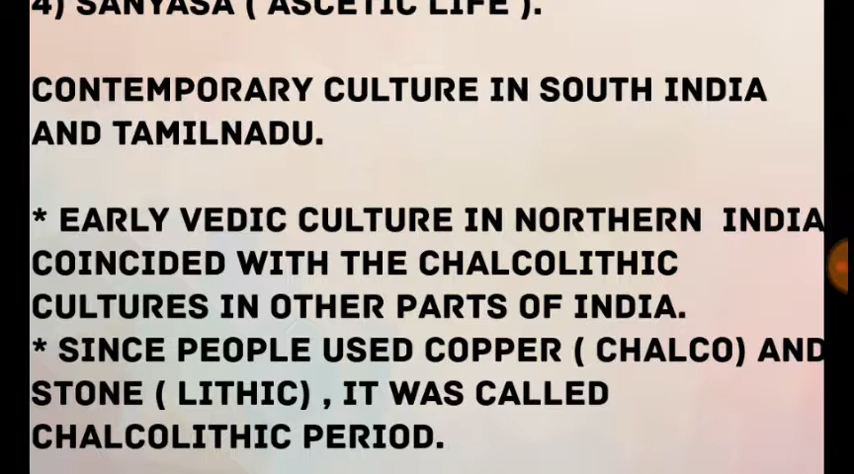 4) SANYASA ( ASCETIC LIFE ).
CONTEMPORARY CULTURE IN SOUTH INDIA
AND TAMILNADU.
* EARLY VEDIC CULTURE IN NORTHERN INDIA
COINCIDED WITH THE CHALCOLITHIC
CULTURES IN OTHER PARTS OF INDIA.
* SINCE PEOPLE USED COPPER ( CHALCO) AND
STONE ( LITHIC) , IT WAS CALLED
CHALCOLITHIC PERIOD.